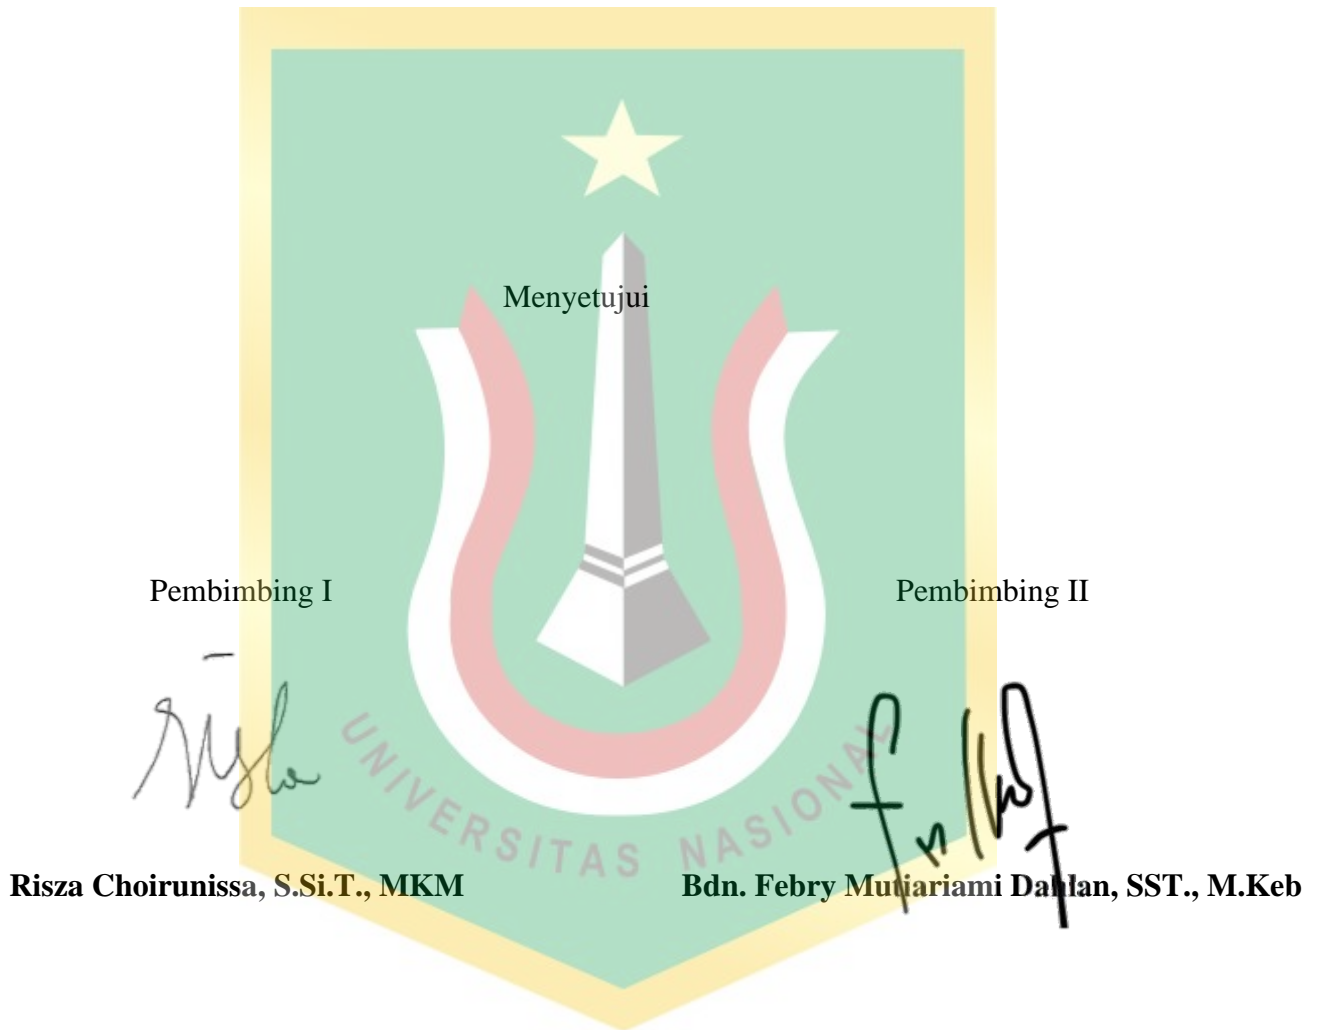 Menyetujui
Pembimbing I Pembimbing II
UNIVERSITAS NASIONAL
Risza Choirunissa, S.Si.T., MKM Bdn. Febry Mutiariami Dahlan, SST., M.Keb